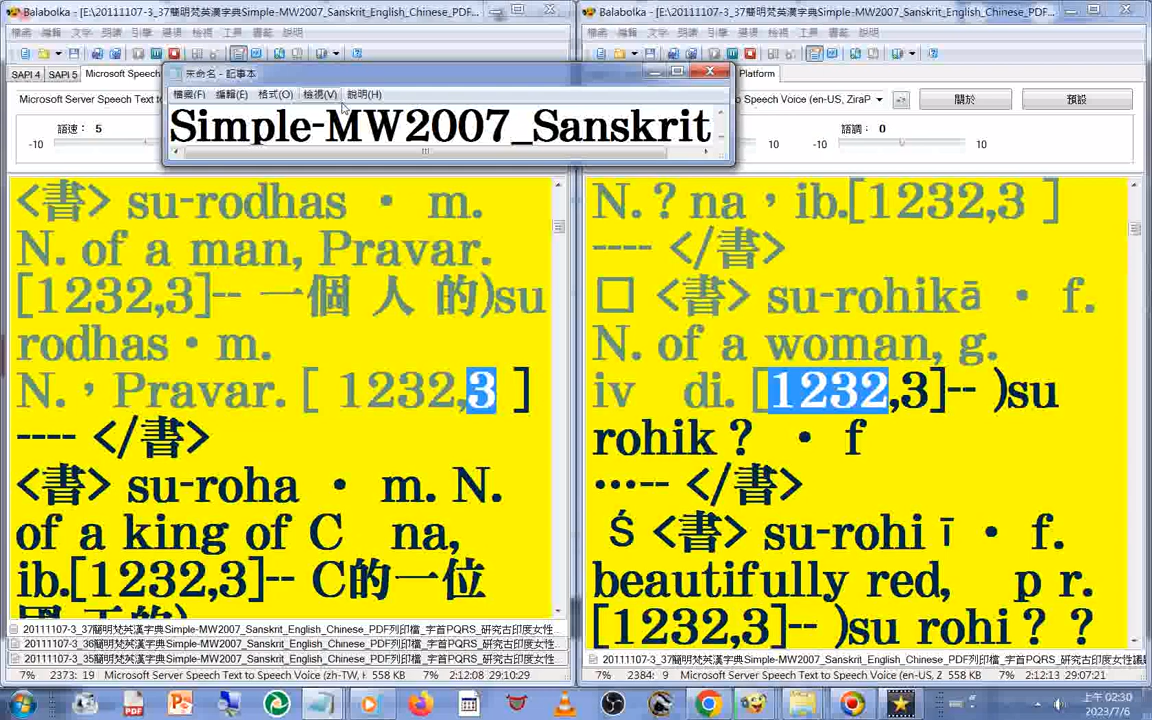 Balabolka - [E:\20111107-3_37簡明梵英漢字典Simple-MW2007_Sanskrit_English_Chinese_PDF...
Balabolka - [E:\20111107-3_37簡明梵英漢字典Simple-MW2007_Sanskrit_English_Chinese_PDF...
SAPI 4 SAPI 5 Microsoft Speech
未命名 - 記事本
檔案(F) 編輯(E) 格式(O) 檢視(V) 說明(H)
Simple-MW2007_Sanskrit
Platform
Microsoft Server Speech Text to
Speech Voice (en-US, ZiraP
關於
預設
語速： 5
-10
10
語調： 0
-10
10
<書> su-rodhas • m.
N. of a man, Pravar.
[1232,3]-- 一個 人 的)su
rodhas • m.
N.，Pravar. [ 1232,3 ]
---- </書>
<書> su-roha • m. N.
of a king of C na,
ib.[1232,3]-- C的一位
N.？na，ib.[1232,3 ]
---- </書>
□ <書> su-rohikā • f.
N. of a woman, g.
iv di. [1232,3]-- )su
rohik？ • f
…-- </書>
Ś <書> su-rohi ī • f.
beautifully red, p r.
[1232,3]-- )su rohi？？
20111107-3_37簡明梵英漢字典Simple-MW2007_Sanskrit_English_Chinese_PDF列印檔_字首PQRS_研究古印度女性
20111107-3_36簡明梵英漢字典Simple-MW2007_Sanskrit_English_Chinese_PDF列印檔_字首PQRS_研究古印度女性
20111107-3_35簡明梵英漢字典Simple-MW2007_Sanskrit_English_Chinese_PDF列印檔_字首PQRS_研究古印度女性
20111107-3_37簡明梵英漢字典Simple-MW2007_Sanskrit_English_Chinese_PDF列印檔_字首PQRS_研究古印度女性
7% 2373: 19 Microsoft Server Speech Text to Speech Voice (zh-TW, H 558 KB 7% 2:12:08 29:10:29
7% 2384: 9 Microsoft Server Speech Text to Speech Voice (en-US, Z 558 KB 7% 2:12:13 29:07:21
上午 02:30
2023/7/6